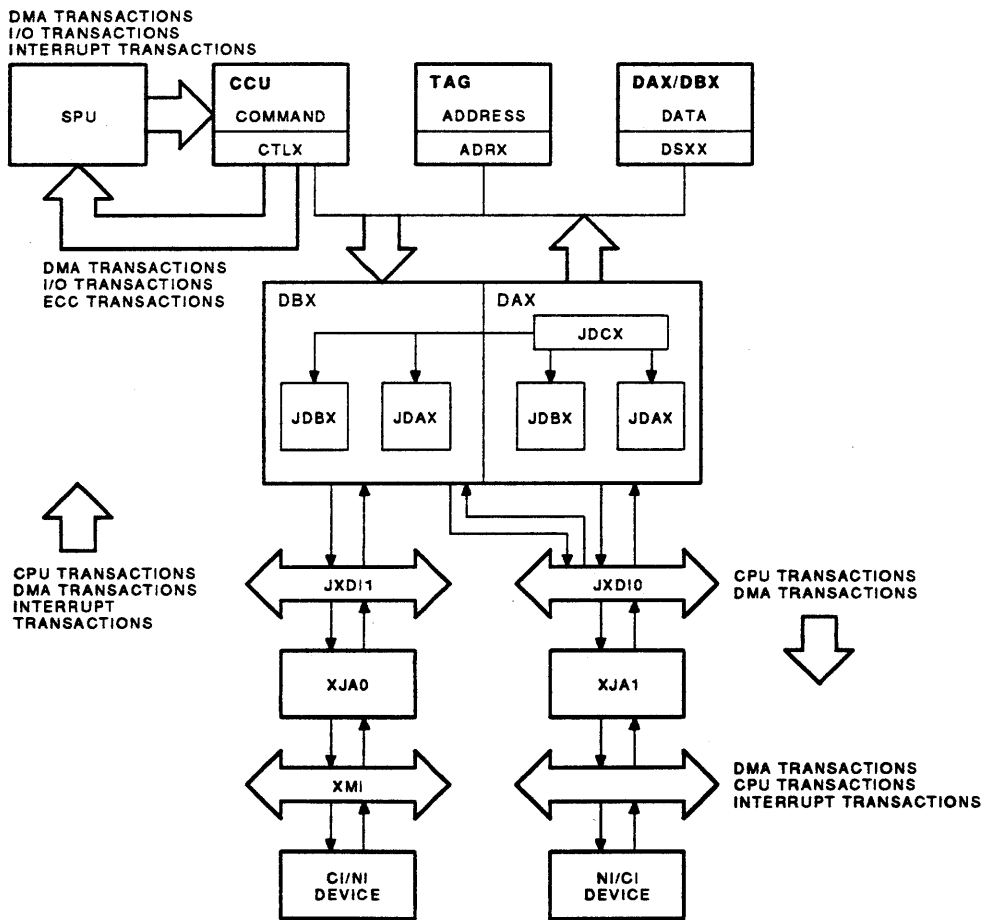 DMA TRANSACTIONS
I/O TRANSACTIONS
INTERRUPT TRANSACTIONS
SPU
CCU
COMMAND
CTLX
TAG
ADDRESS
ADRX
DAX/DBX
DATA
DSXX
DMA TRANSACTIONS
I/O TRANSACTIONS
ECC TRANSACTIONS
DBX
DAX
JDCX
JDBX
JDAX
JDBX
JDAX
CPU TRANSACTIONS
DMA TRANSACTIONS
INTERRUPT
TRANSACTIONS
JXDI1
JXDI0
CPU TRANSACTIONS
DMA TRANSACTIONS
XJA0
XJA1
XMI
DMA TRANSACTIONS
CPU TRANSACTIONS
INTERRUPT TRANSACTIONS
CI/NI
DEVICE
NI/CI
DEVICE